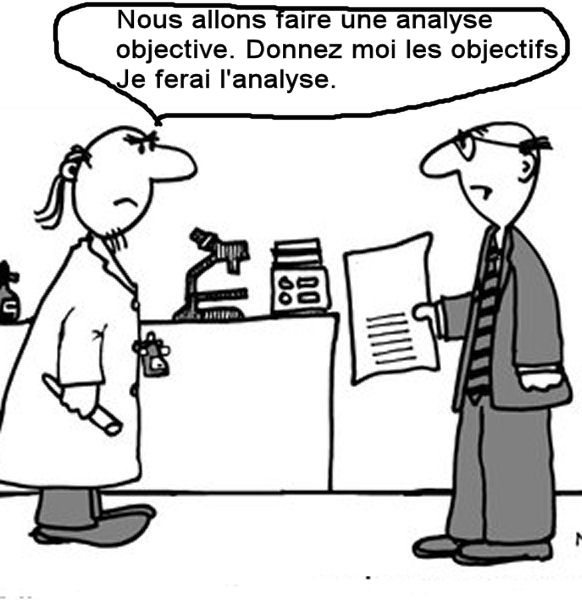 Nous allons faire une analyse
objective. Donnez moi les objectifs.
Je ferai l'analyse.